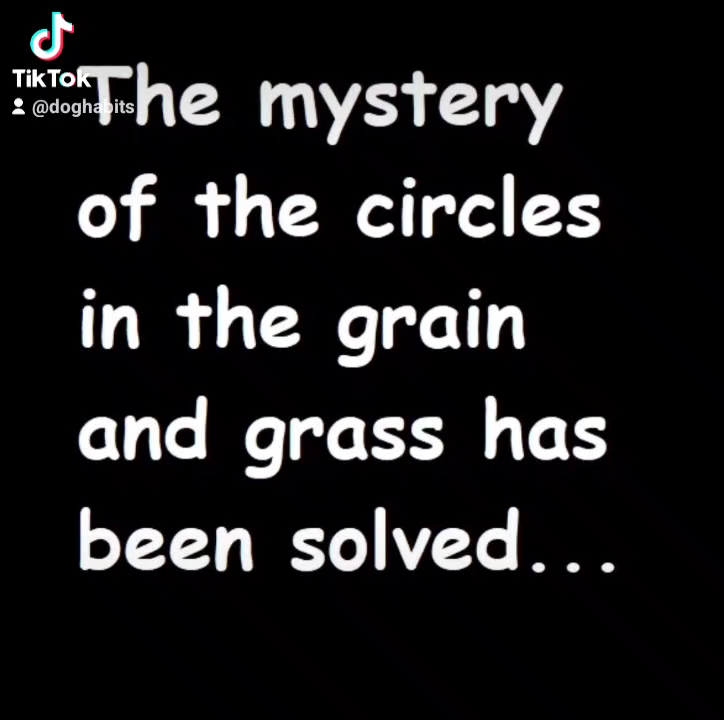 TikTok
@doghabits
The mystery
of the circles
in the grain
and grass has
been solved...